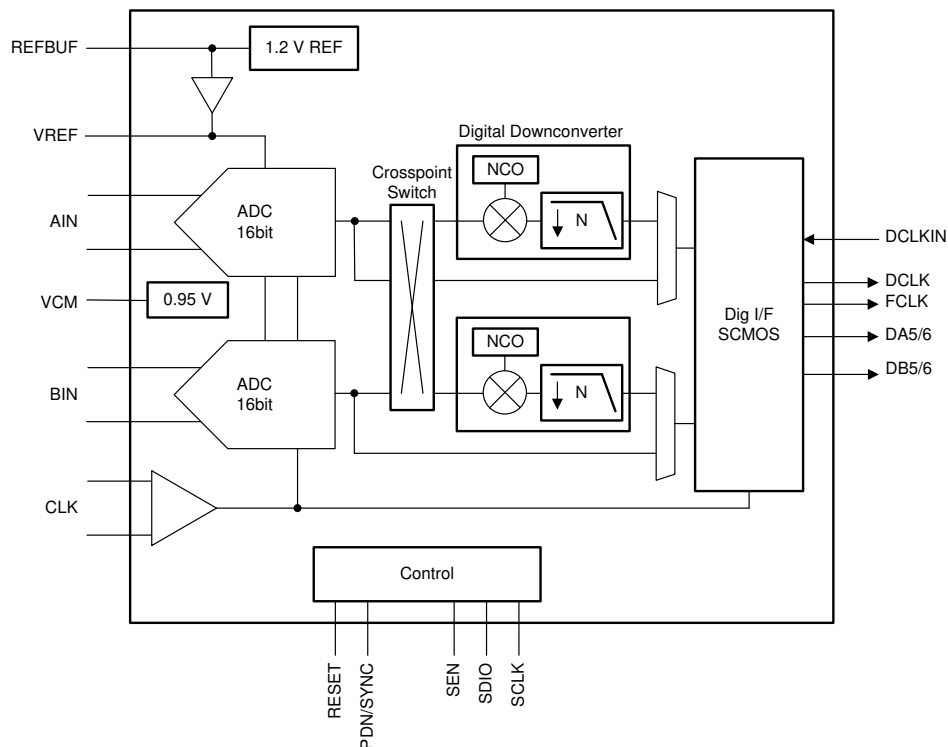 REFBUF
1.2 V REF
VREF
Digital Downconverter
Crosspoint
Switch
NCO
ADC
16bit
N
AIN
DCLKIN
VCM
0.95 V
DCLK
FCLK
Dig I/F
SCMOS
DA5/6
NCO
DB5/6
ADC
16bit
N
BIN
CLK
Control
RESET
PDN/SYNC
SEN
SDIO
SCLK